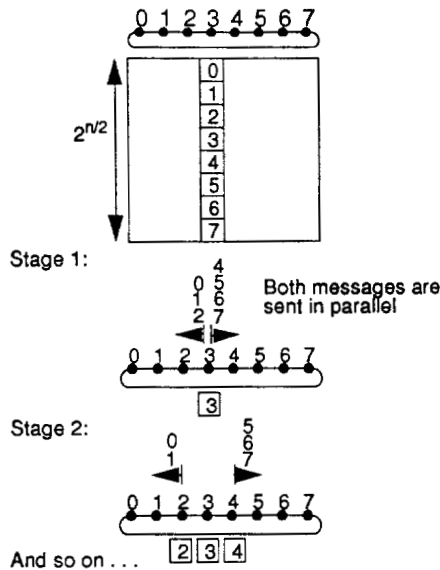 0 1 2 3 4 5 6 7
0
1
2
2^{n/2}
3
4
5
6
7
Stage 1:
4
0 5
1 6
2 7
Both messages are
sent in parallel
0 1 2 3 4 5 6 7
3
Stage 2:
5
0 6
1 7
0 1 2 3 4 5 6 7
2 3 4
And so on . . .